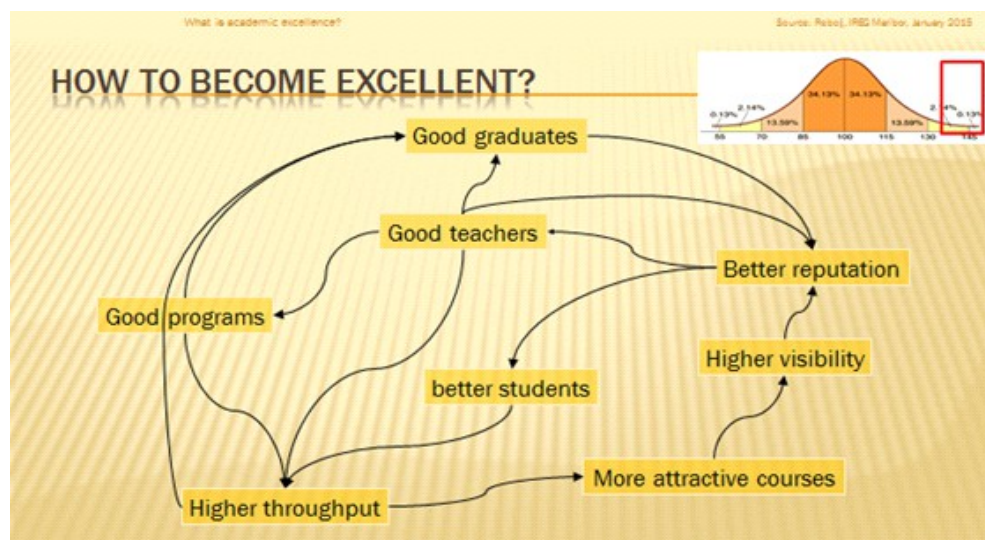 What is academic excellence?
Source: Rebolj, IREG Maribor, January 2015
HOW TO BECOME EXCELLENT?
0.13%
2.14%
13.59%
34.13%
34.13%
13.59%
0.13%
55
70
85
100
115
130
145
Good graduates
Good teachers
Better reputation
Good programs
Higher visibility
better students
More attractive courses
Higher throughput